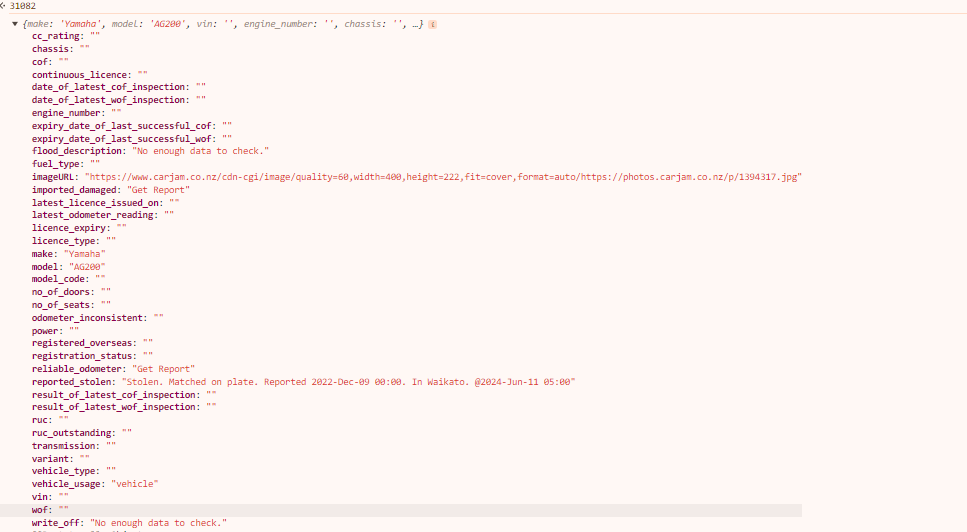 31082
{make: 'Yamaha', model: 'AG200', vin: '', engine_number: '', chassis: '', …} i
cc_rating: ""
chassis: ""
cof: ""
continuous_licence: ""
date_of_latest_cof_inspection: ""
date_of_latest_wof_inspection: ""
engine_number: ""
expiry_date_of_last_successful_cof: ""
expiry_date_of_last_successful_wof: ""
flood_description: "No enough data to check."
fuel_type: ""
imageURL: "https://www.carjam.co.nz/cdn-cgi/image/quality=60,width=400,height=222,fit=cover,format=auto/https://photos.carjam.co.nz/p/1394317.jpg"
imported_damaged: "Get Report"
latest_licence_issued_on: ""
latest_odometer_reading: ""
licence_expiry: ""
licence_type: ""
make: "Yamaha"
model: "AG200"
model_code: ""
no_of_doors: ""
no_of_seats: ""
odometer_inconsistent: ""
power: ""
registered_overseas: ""
registration_status: ""
reliable_odometer: "Get Report"
reported_stolen: "Stolen. Matched on plate. Reported 2022-Dec-09 00:00. In Waikato. @2024-Jun-11 05:00"
result_of_latest_cof_inspection: ""
result_of_latest_wof_inspection: ""
ruc: ""
ruc_outstanding: ""
transmission: ""
variant: ""
vehicle_type: ""
vehicle_usage: "vehicle"
vin: ""
wof: ""
write_off: "No enough data to check."